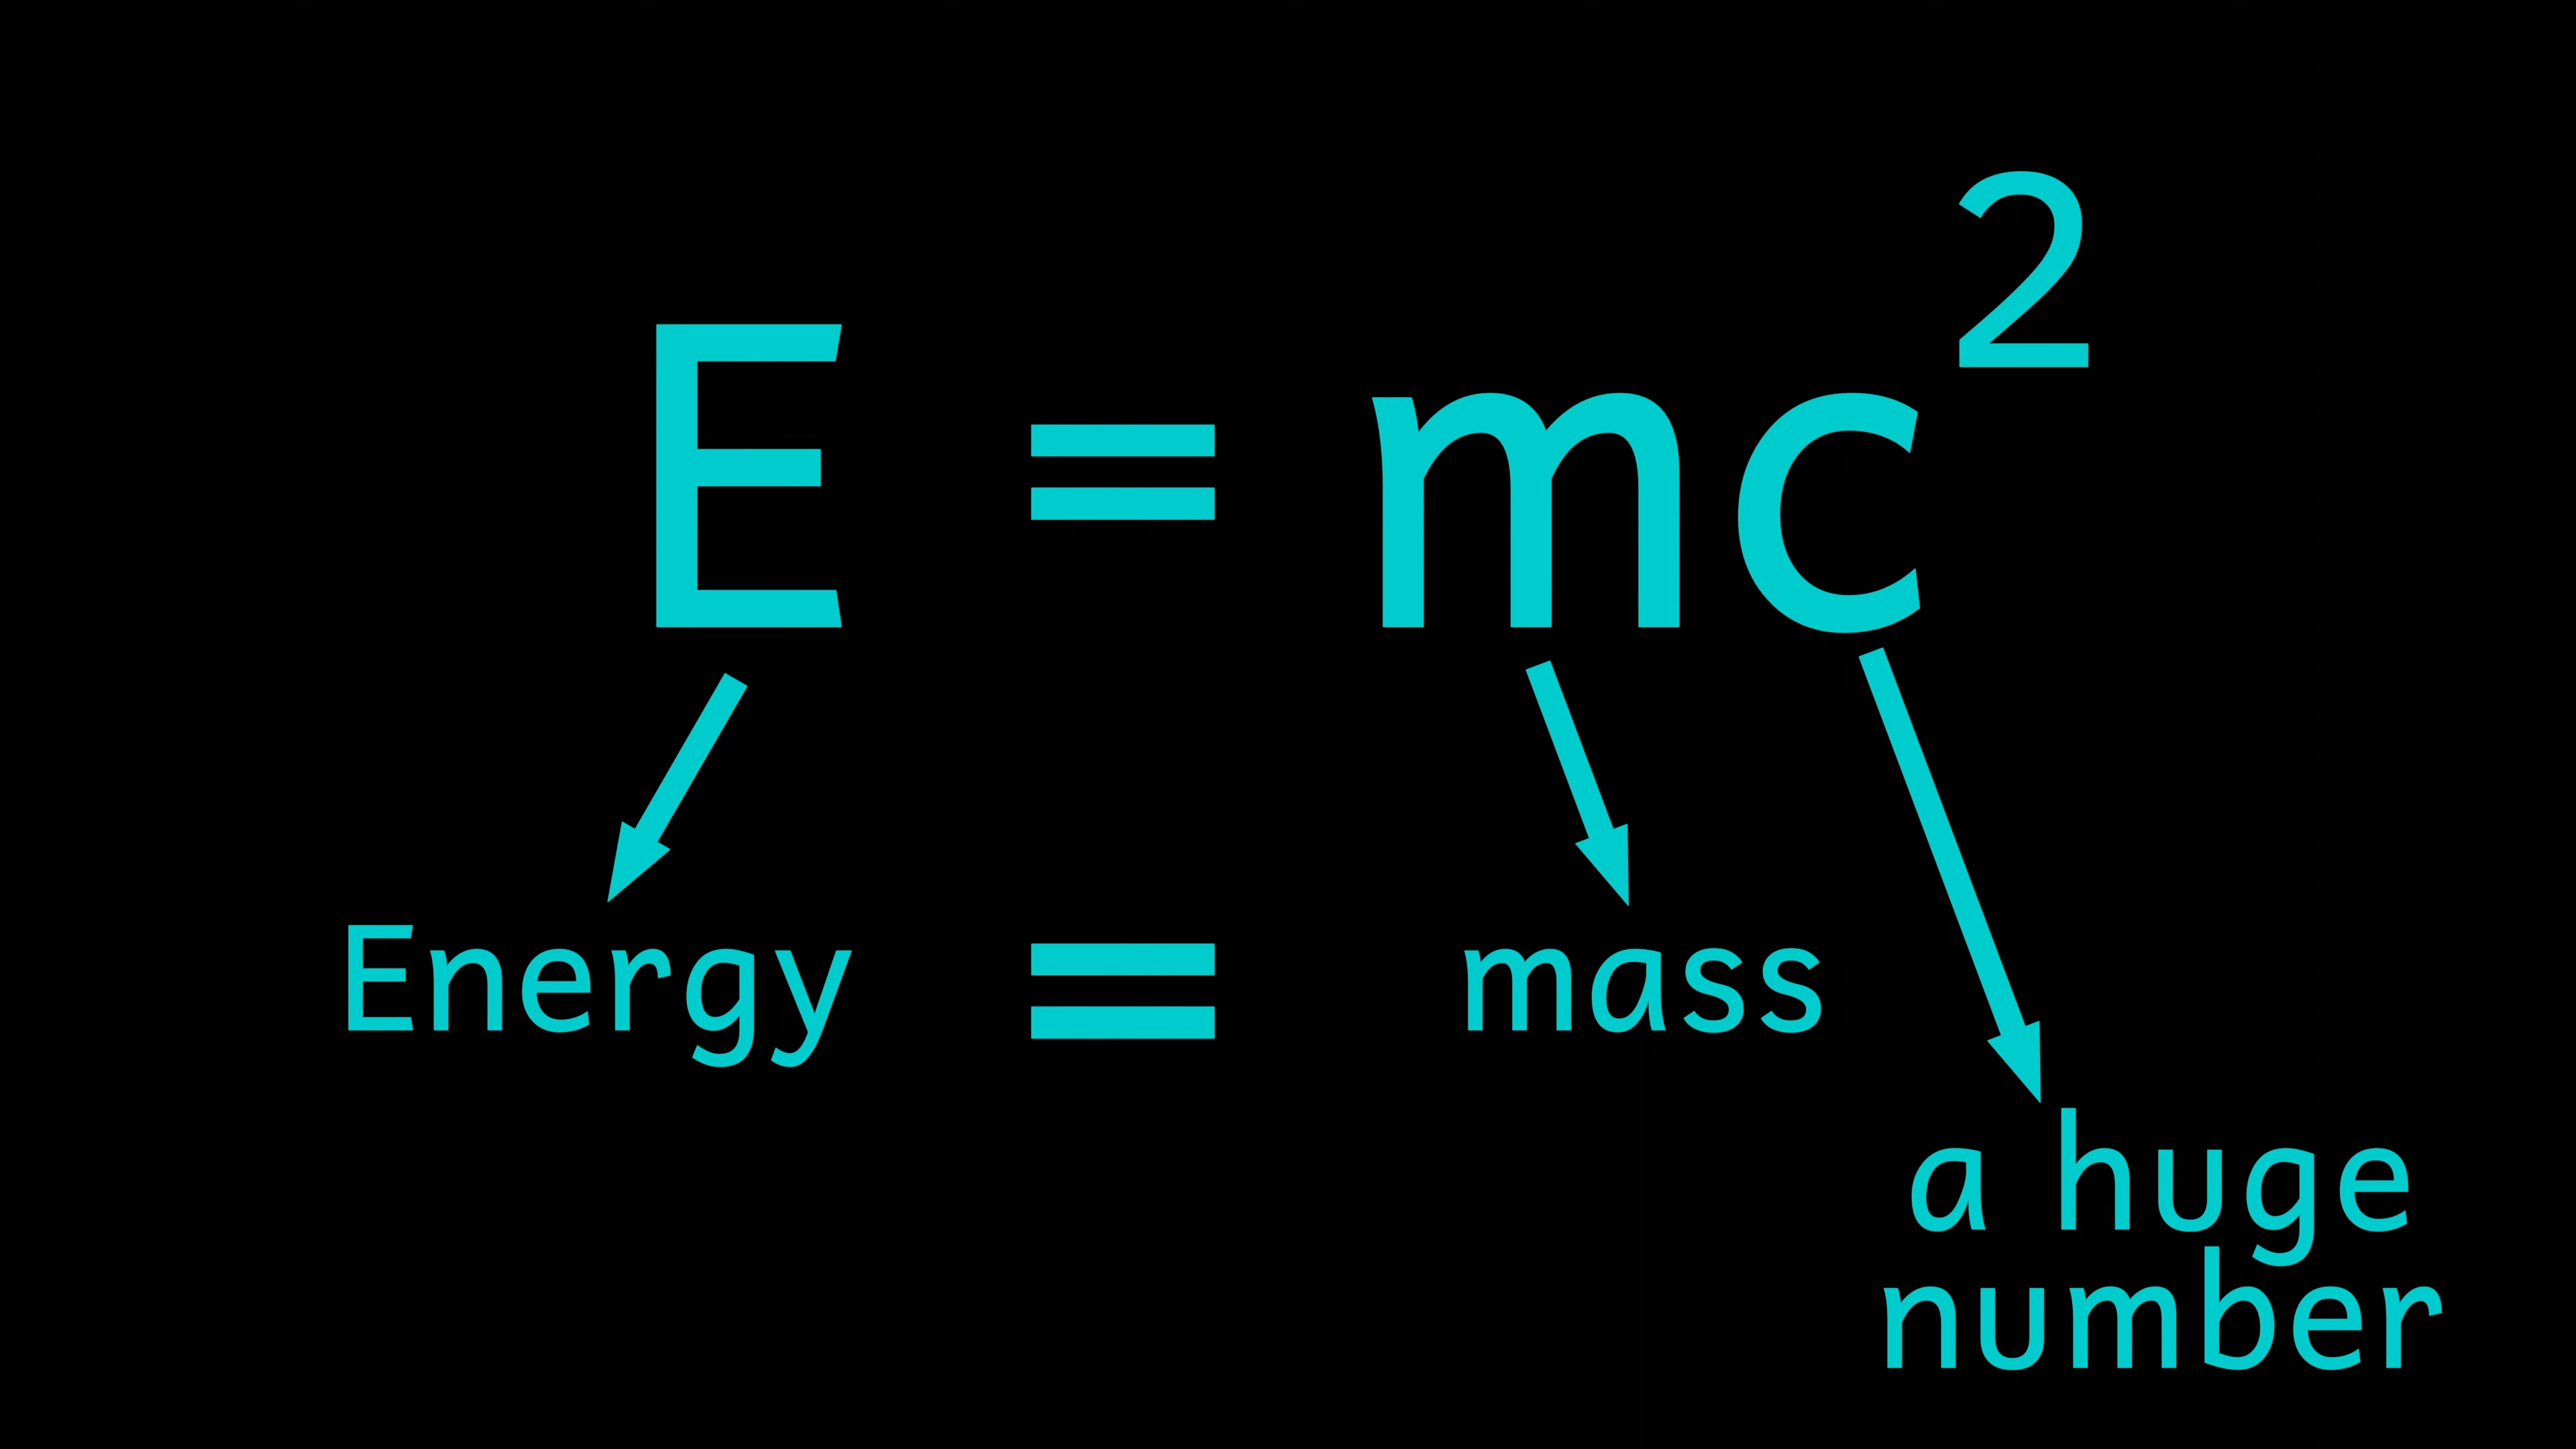 E = mc²
Energy = mass
a huge
number